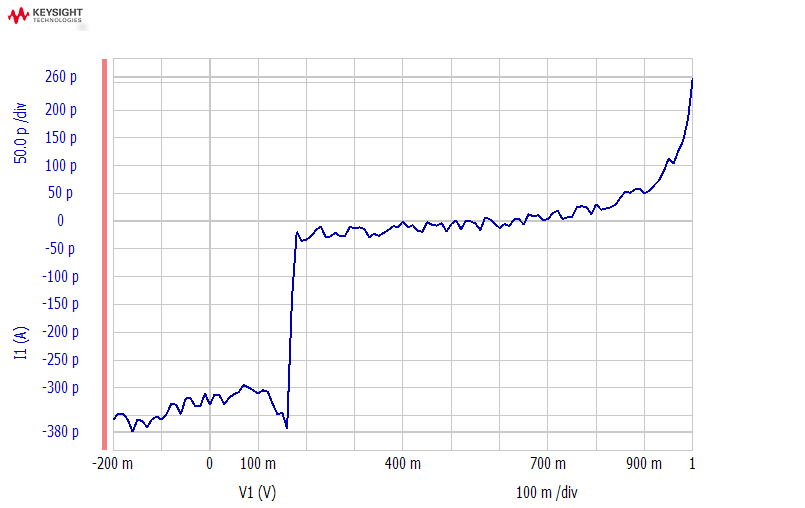 KEYSIGHT
TECHNOLOGIES
50.0 p /div
I1 (A)
260 p
200 p
150 p
100 p
50 p
0
-50 p
-100 p
-150 p
-200 p
-250 p
-300 p
-380 p
-200 m 0 100 m 400 m 700 m 900 m 1
V1 (V) 100 m /div